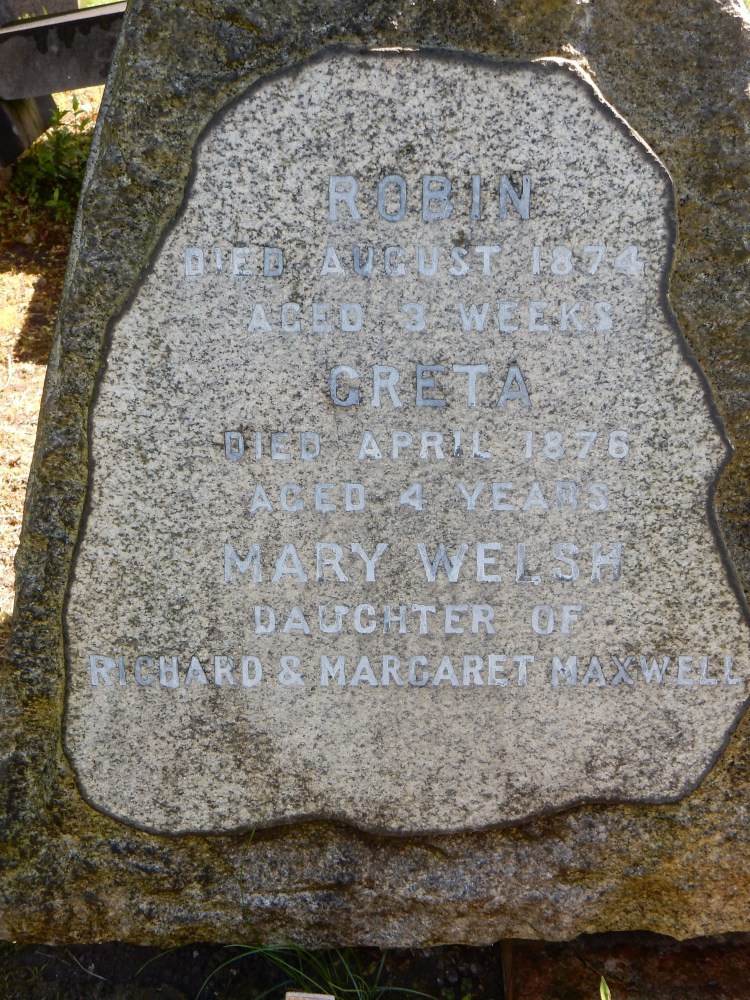 ROBIN
DIED AUGUST 1874
AGED 3 WEEKS
GRETA
DIED APRIL 1876
AGED 4 YEARS
MARY WELSH
DAUGHTER OF
RICHARD & MARGARET MAXWELL